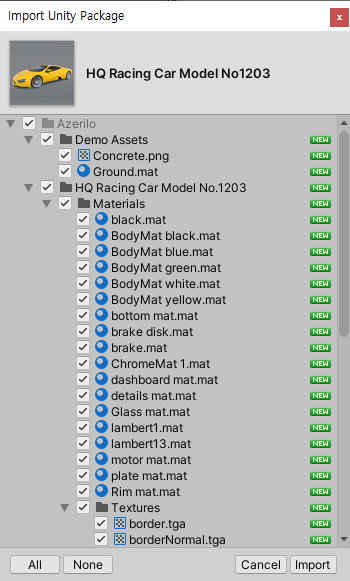 Import Unity Package
x
HQ Racing Car Model No1203
Azerilo
Demo Assets NEW
Concrete.png NEW
Ground.mat NEW
HQ Racing Car Model No.1203 NEW
Materials NEW
black.mat NEW
BodyMat black.mat NEW
BodyMat blue.mat NEW
BodyMat green.mat NEW
BodyMat white.mat NEW
BodyMat yellow.mat NEW
bottom mat.mat NEW
brake disk.mat NEW
brake.mat NEW
ChromeMat 1.mat NEW
dashboard mat.mat NEW
details mat.mat NEW
Glass mat.mat NEW
lambert1.mat NEW
lambert13.mat NEW
motor mat.mat NEW
plate mat.mat NEW
Rim mat.mat NEW
Textures NEW
border.tga NEW
borderNormal.tga NEW
All None Cancel Import